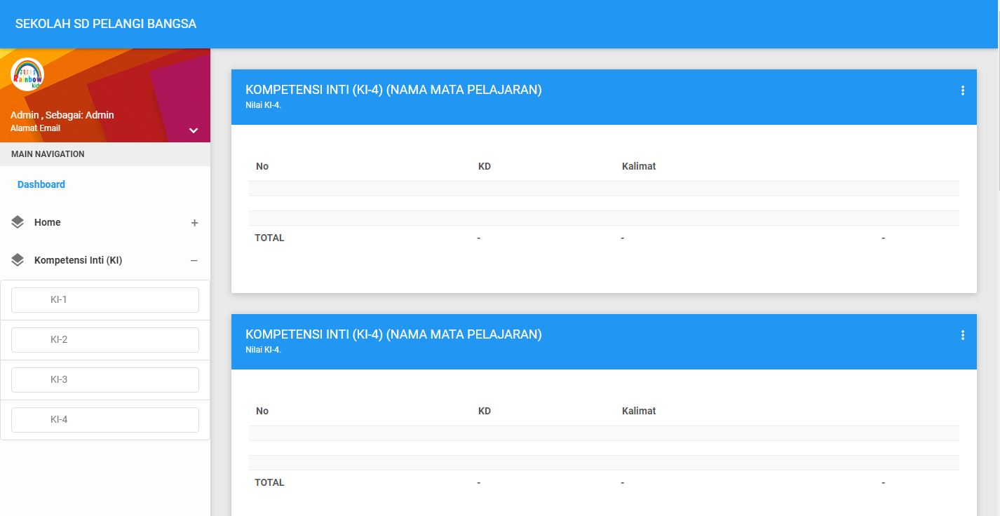 SEKOLAH SD PELANGI BANGSA
Rainbow
kid
Admin , Sebagai: Admin
Alamat Email
MAIN NAVIGATION
Dashboard
Home +
Kompetensi Inti (KI) –
KI-1
KI-2
KI-3
KI-4
KOMPETENSI INTI (KI-4) (NAMA MATA PELAJARAN)
Nilai KI-4.
No KD Kalimat
TOTAL - - -
KOMPETENSI INTI (KI-4) (NAMA MATA PELAJARAN)
Nilai KI-4.
No KD Kalimat
TOTAL - - -